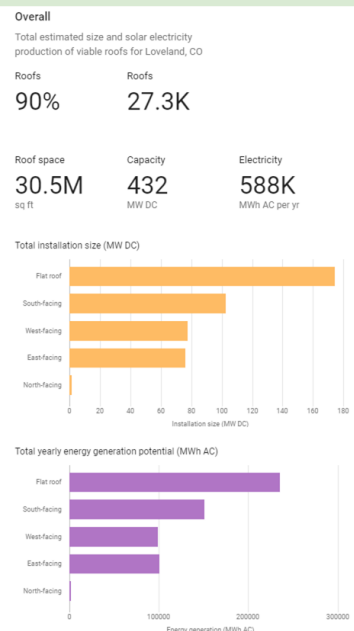 Overall
Total estimated size and solar electricity
production of viable roofs for Loveland, CO
Roofs Roofs
90% 27.3K
Roof space Capacity Electricity
30.5M 432 588K
sq ft MW DC MWh AC per yr
Total installation size (MW DC)
Flat roof
South-facing
West-facing
East-facing
North-facing
0 20 40 60 80 100 120 140 160 180
Installation size (MW DC)
Total yearly energy generation potential (MWh AC)
Flat roof
South-facing
West-facing
East-facing
North-facing
0 100000 200000 300000
Energy generation (MWh AC)